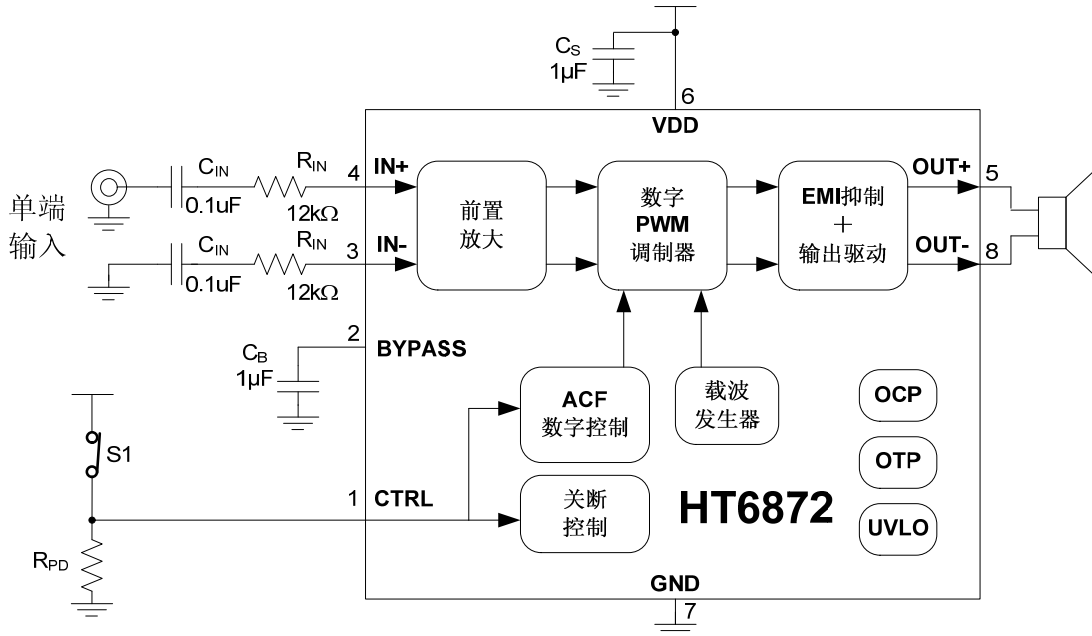 CS
1µF
6
VDD
单端
输入
CIN
0.1uF
RIN
12kΩ
4
IN+
CIN
0.1uF
RIN
12kΩ
3
IN-
前置
放大
数字
PWM
调制器
EMI抑制
+
输出驱动
OUT+
5
OUT-
8
2
BYPASS
CB
1µF
ACF
数字控制
载波
发生器
OCP
OTP
UVLO
S1
1
CTRL
关断
控制
HT6872
RPD
GND
7